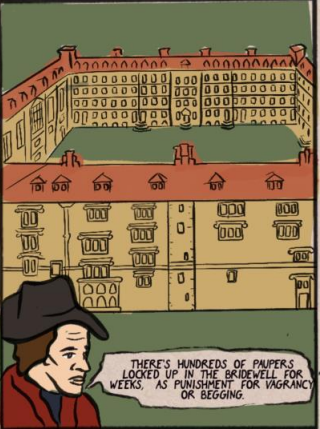 THERE'S HUNDREDS OF PAUPERS
LOCKED UP IN THE BRIDEWELL FOR
WEEKS, AS PUNISHMENT FOR VAGRANCY
OR BEGGING.